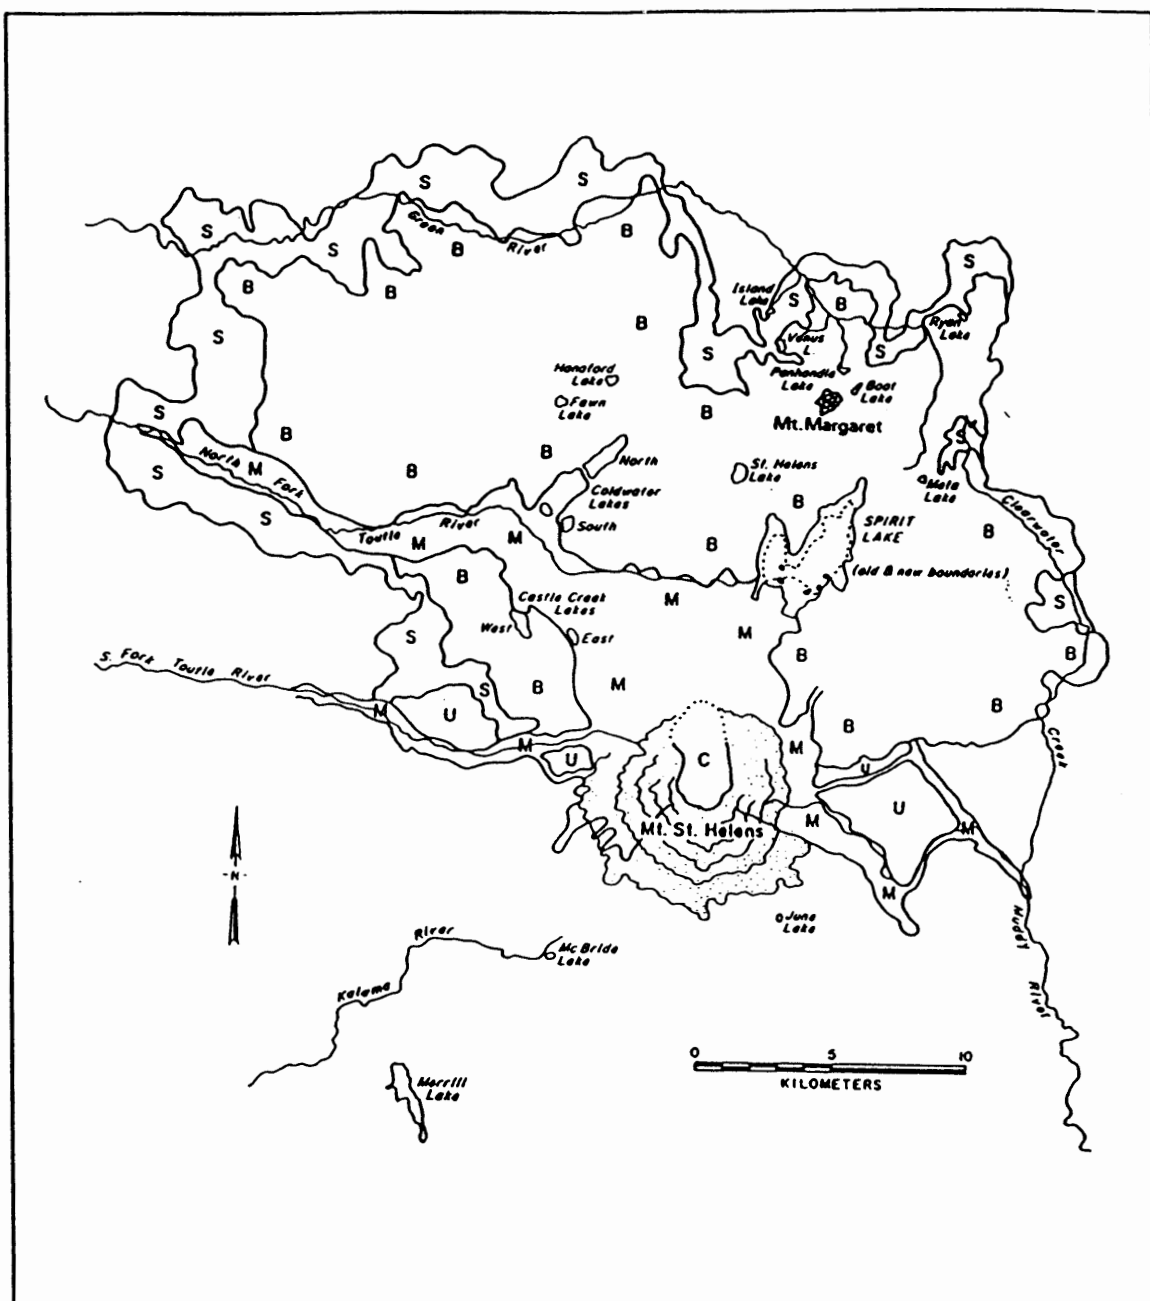 S
S
S
S
Green
River
B
B
S
B
B
S
Island
Lake
S
B
Ryan
Lake
S
B
S
Venus
L.
S
Hanaford
Lake
Panhandle
Lake
Boot
Lake
Fawn
Lake
S
B
Mt. Margaret
B
S
M
North Fork
B
B
North
St. Helens
Lake
S
Meta
Lake
Coldwater
Lakes
S
South
Toutle River
M
M
B
SPIRIT
LAKE
B
Clearwater
B
(old & new boundaries)
B
Castle Creek
Lakes
M
S
S
West
East
M
B
B
S. Fork Toutle River
S
B
M
M
U
B
B
M
U
C
M
U
Creek
U
Mt. St. Helens
M
M
-N-
M
June
Lake
Muddy
River
River
McBride
Lake
Kalama
0 5 10
KILOMETERS
Merrill
Lake